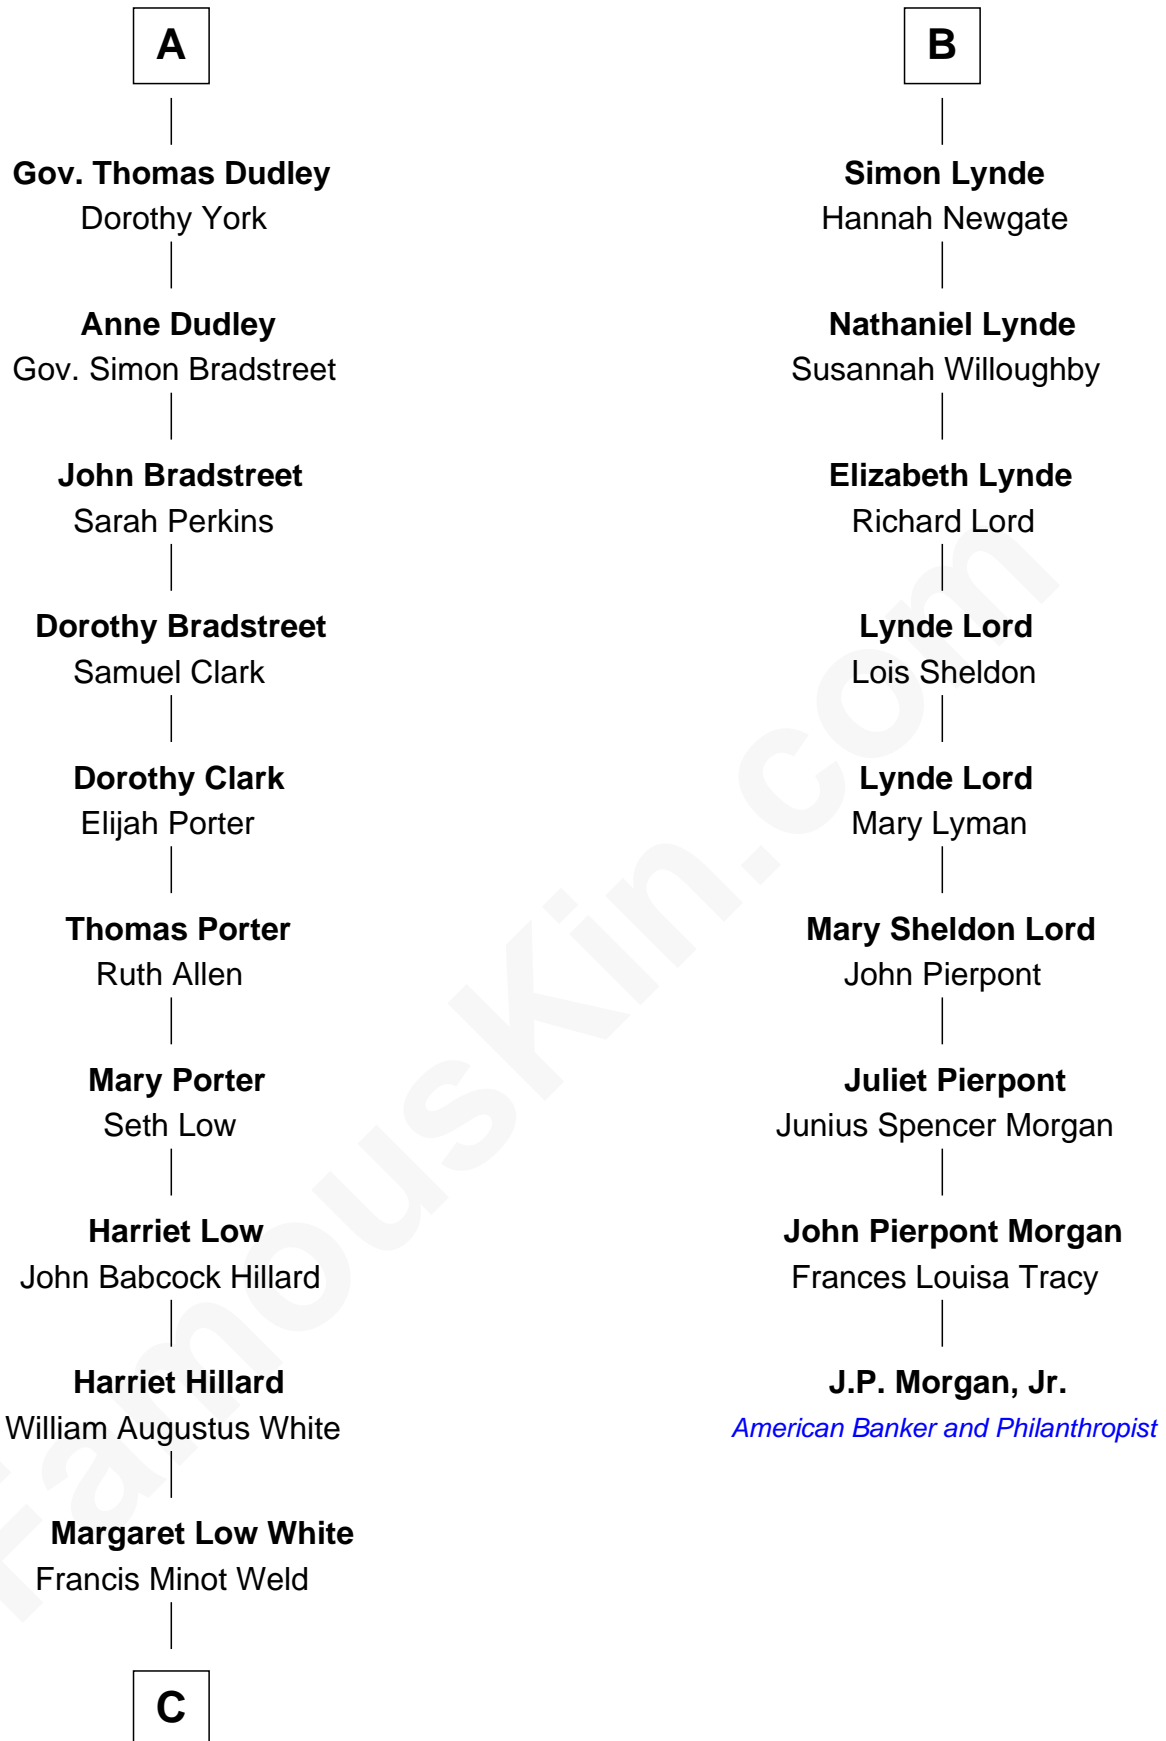 A
Gov. Thomas Dudley
Dorothy York
Anne Dudley
Gov. Simon Bradstreet
John Bradstreet
Sarah Perkins
Dorothy Bradstreet
Samuel Clark
Dorothy Clark
Elijah Porter
Thomas Porter
Ruth Allen
Mary Porter
Seth Low
Harriet Low
John Babcock Hillard
Harriet Hillard
William Augustus White
Margaret Low White
Francis Minot Weld
C
B
Simon Lynde
Hannah Newgate
Nathaniel Lynde
Susannah Willoughby
Elizabeth Lynde
Richard Lord
Lynde Lord
Lois Sheldon
Lynde Lord
Mary Lyman
Mary Sheldon Lord
John Pierpont
Juliet Pierpont
Junius Spencer Morgan
John Pierpont Morgan
Frances Louisa Tracy
J.P. Morgan, Jr.
American Banker and Philanthropist
FamousKin.com